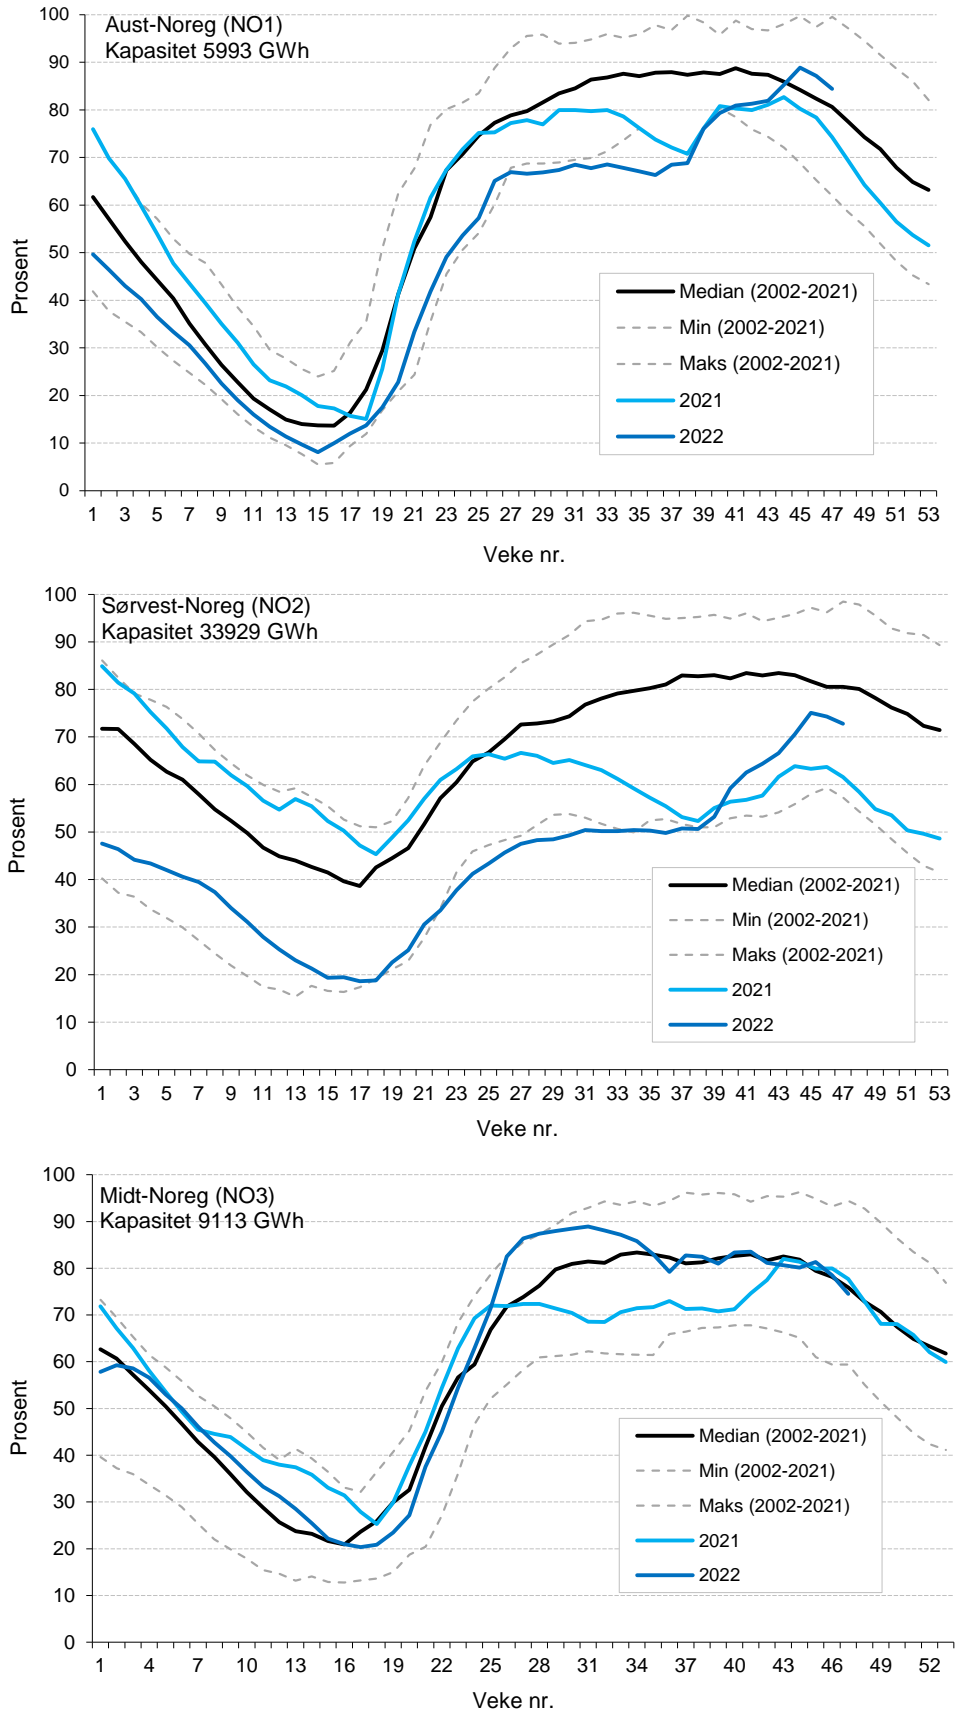 Aust-Noreg (NO1)
Kapasitet 5993 GWh
100
90
80
70
60
50
40
30
20
10
0
Prosent
Median (2002-2021)
Min (2002-2021)
Maks (2002-2021)
2021
2022
1 3 5 7 9 11 13 15 17 19 21 23 25 27 29 31 33 35 37 39 41 43 45 47 49 51 53
Veke nr.
Sørvest-Noreg (NO2)
Kapasitet 33929 GWh
100
90
80
70
60
50
40
30
20
10
0
Prosent
Median (2002-2021)
Min (2002-2021)
Maks (2002-2021)
2021
2022
1 3 5 7 9 11 13 15 17 19 21 23 25 27 29 31 33 35 37 39 41 43 45 47 49 51 53
Veke nr.
Midt-Noreg (NO3)
Kapasitet 9113 GWh
100
90
80
70
60
50
40
30
20
10
0
Prosent
Median (2002-2021)
Min (2002-2021)
Maks (2002-2021)
2021
2022
1 4 7 10 13 16 19 22 25 28 31 34 37 40 43 46 49 52
Veke nr.